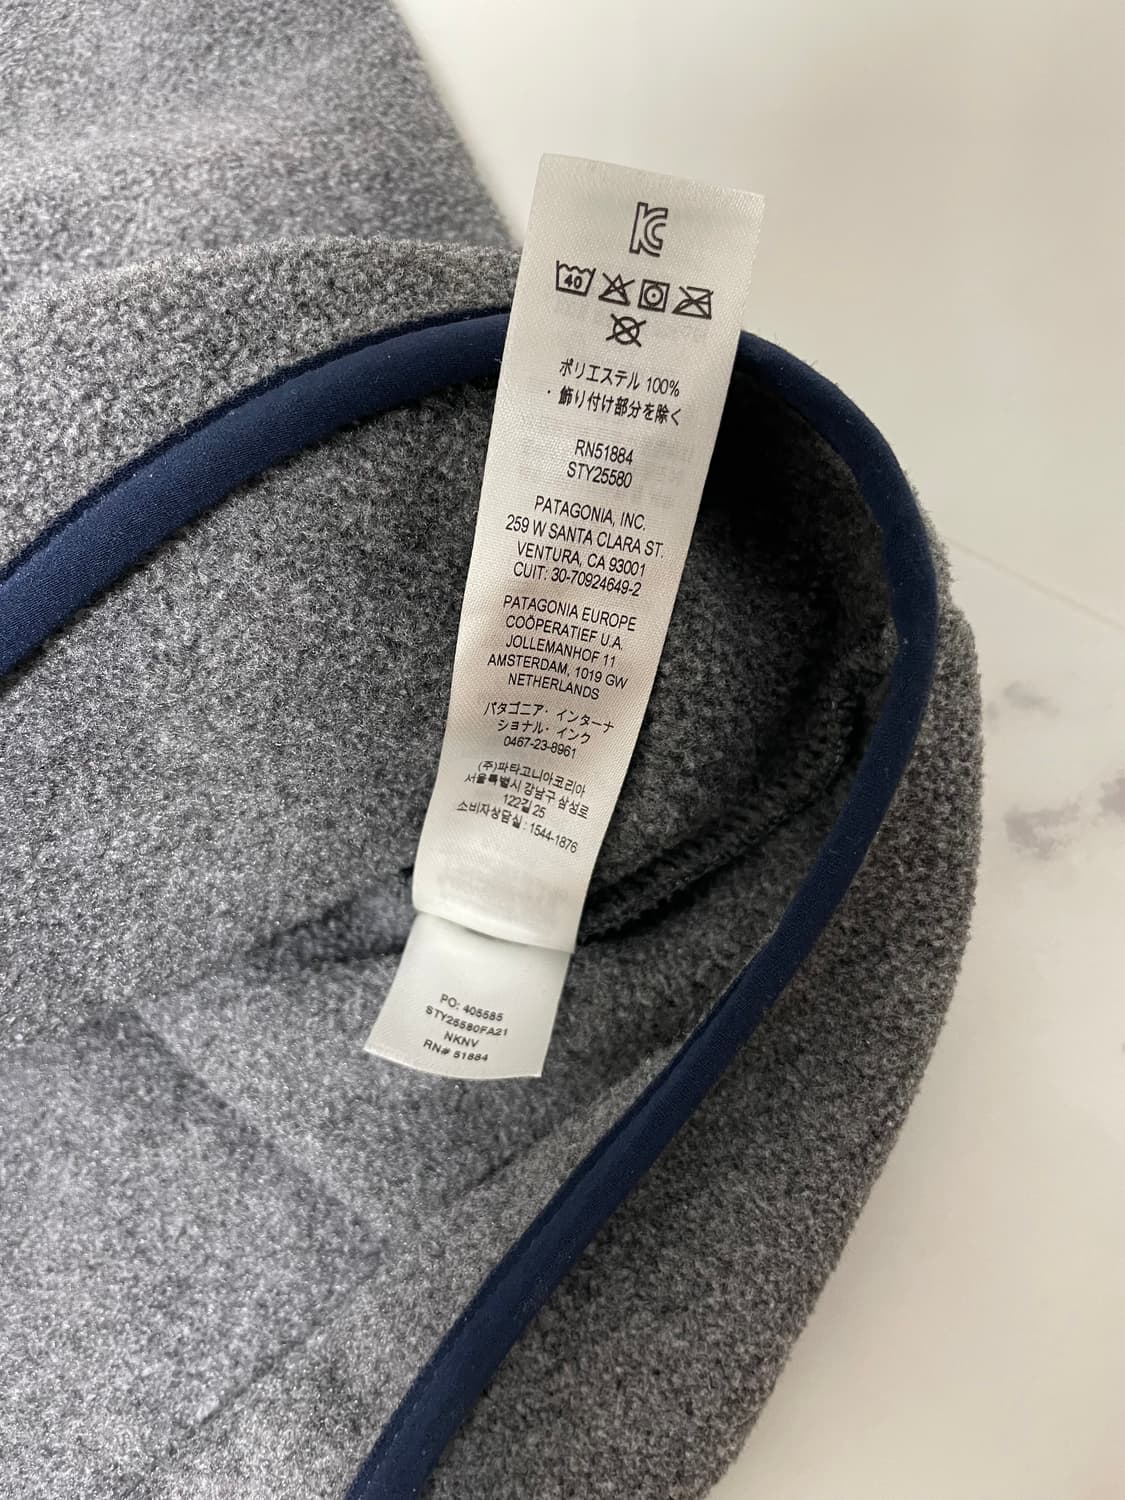 KC
40
ポリエステル 100%
・飾り付け部分を除く
RN51884
STY25580
PATAGONIA, INC.
259 W SANTA CLARA ST.
VENTURA, CA 93001
CUIT: 30-70924649-2
PATAGONIA EUROPE
COÖPERATIEF U.A.
JOLLEMANHOF 11
AMSTERDAM, 1019 GW
NETHERLANDS
パタゴニア・インターナ
ショナル・インク
0467-23-8961
(주)파타고니아코리아
서울특별시 강남구 삼성로
122길 25
소비자상담실 : 1544-1876
PO: 405585
STY25580FA21
NKNV
RN# 51884